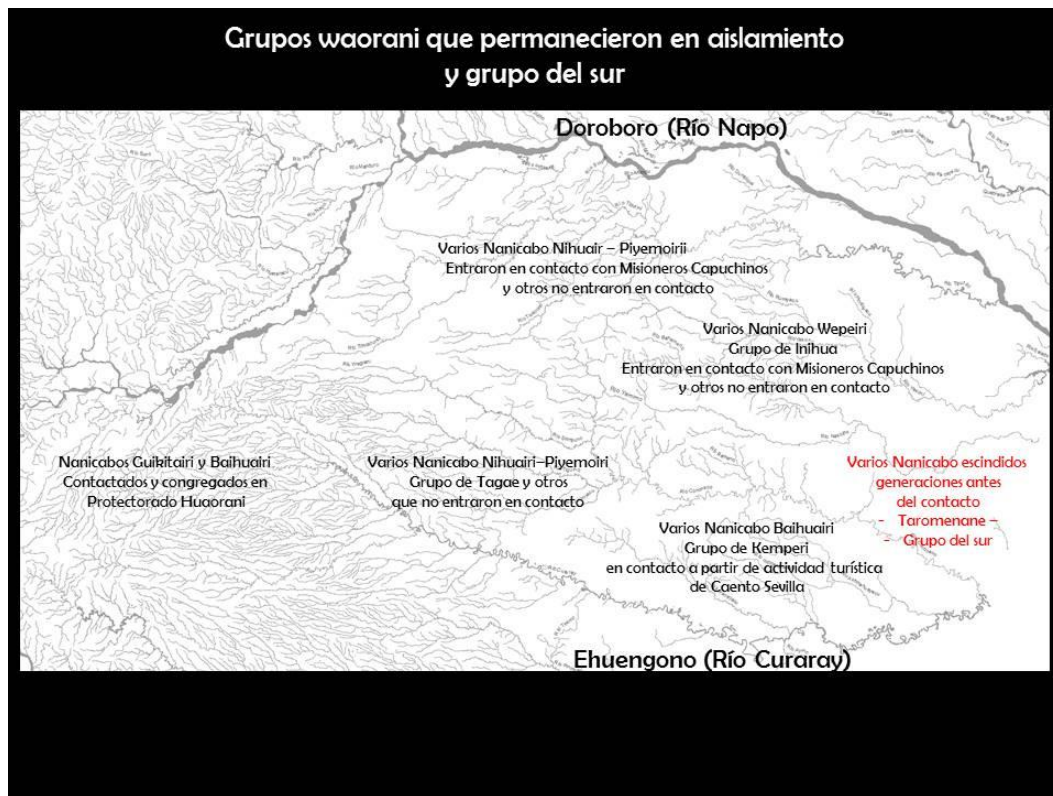 Grupos waorani que permanecieron en aislamiento
y grupo del sur
Doroboro (Río Napo)
Varios Nanicabo Nihuair – Piyemoirii
Entraron en contacto con Misioneros Capuchinos
y otros no entraron en contacto
Varios Nanicabo Wepeiri
Grupo de Inihua
Entraron en contacto con Misioneros Capuchinos
y otros no entraron en contacto
Nanicabos Guikitairi y Baihuairi
Contactados y congregados en
Protectorado Huaorani
Varios Nanicabo Nihuairi–Piyemoiri
Grupo de Tagae y otros
que no entraron en contacto
Varios Nanicabo escindidos
generaciones antes
del contacto
- Taromenane –
- Grupo del sur
Varios Nanicabo Baihuairi
Grupo de Kemperi
en contacto a partir de actividad turística
de Caento Sevilla
Ehuengono (Río Curaray)